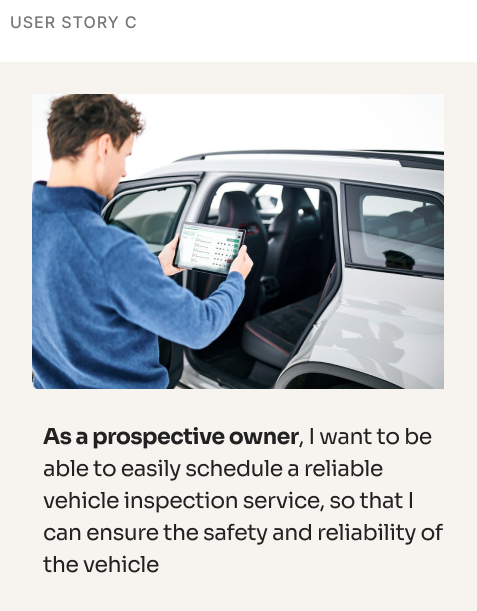 USER STORY C
As a prospective owner, I want to be
able to easily schedule a reliable
vehicle inspection service, so that I
can ensure the safety and reliability of
the vehicle